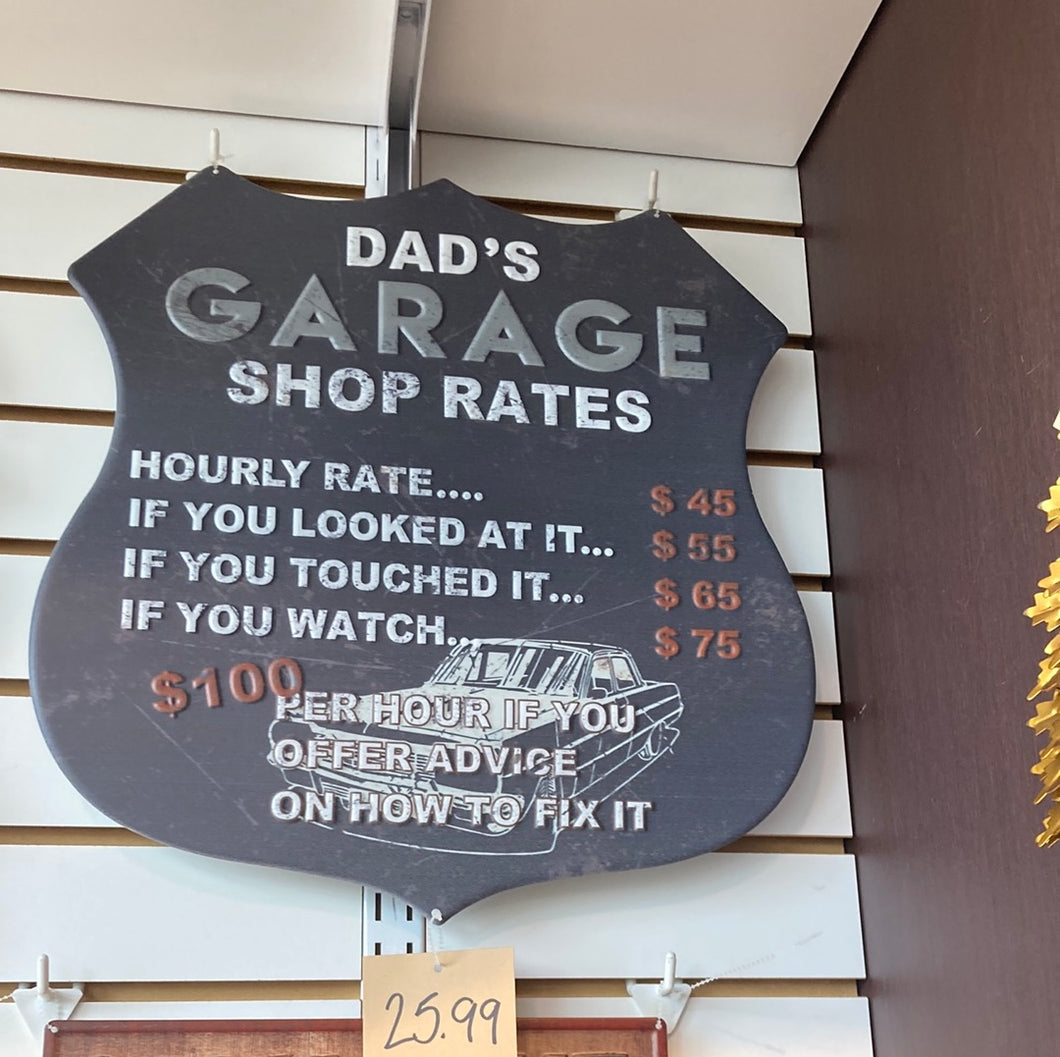 DAD'S
GARAGE
SHOP RATES
HOURLY RATE.... $ 45
IF YOU LOOKED AT IT... $ 55
IF YOU TOUCHED IT... $ 65
IF YOU WATCH... $ 75
$100 PER HOUR IF YOU
OFFER ADVICE
ON HOW TO FIX IT
25.99